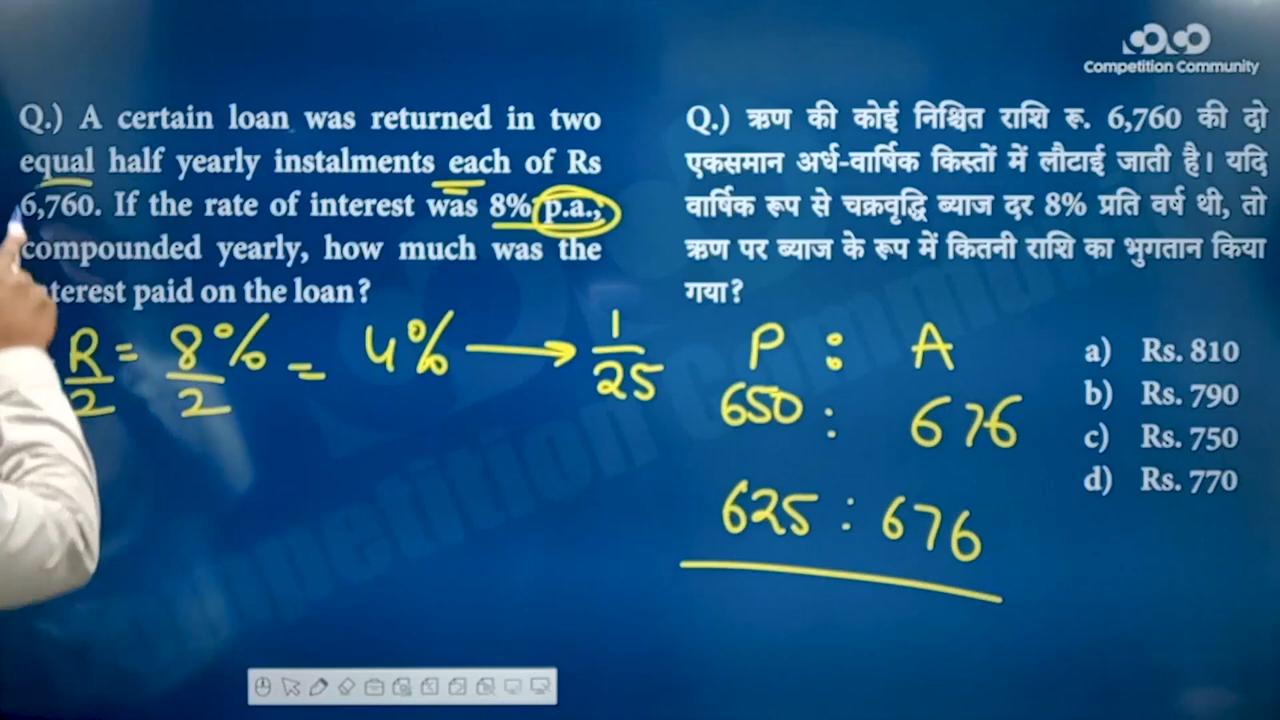 Competition Community
Q.) A certain loan was returned in two
equal half yearly instalments each of Rs
6,760. If the rate of interest was 8% p.a.,
compounded yearly, how much was the
terest paid on the loan?
Q.) ऋण की कोई निश्चित राशि रू. 6,760 की दो
एकसमान अर्ध-वार्षिक किस्तों में लौटाई जाती है। यदि
वार्षिक रूप से चक्रवृद्धि ब्याज दर 8% प्रति वर्ष थी, तो
ऋण पर ब्याज के रूप में कितनी राशि का भुगतान किया
गया?
R/2 = 8%/2 = 4% → 1/25
P : A
650 : 676
625 : 676
a) Rs. 810
b) Rs. 790
c) Rs. 750
d) Rs. 770